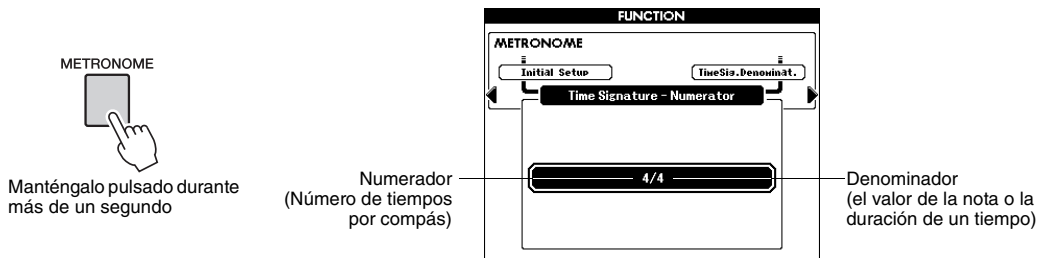 FUNCTION
METRONOME
Initial Setup
TimeSig.Denominat.
Time Signature - Numerator
4/4
METRONOME
Manténgalo pulsado durante
más de un segundo
Numerador
(Número de tiempos
por compás)
Denominador
(el valor de la nota o la
duración de un tiempo)